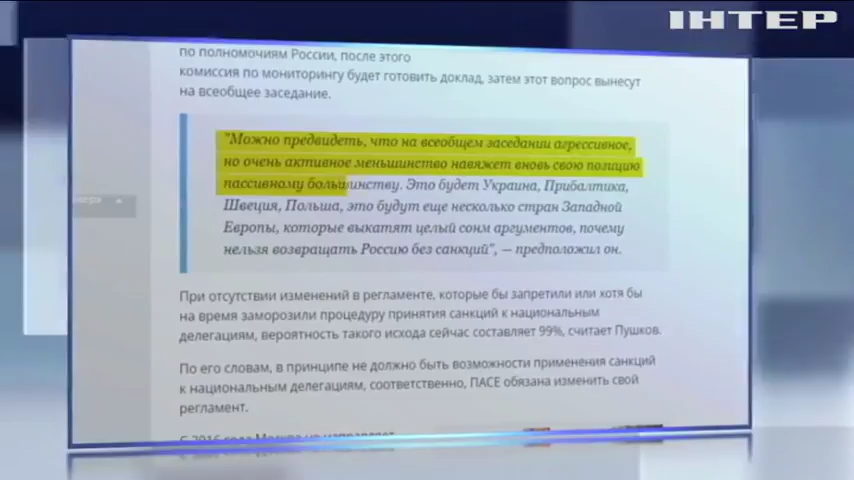 ІНТЕР
по полномочиям России, после этого
комиссия по мониторингу будет готовить доклад, затем этот вопрос вынесут
на всеобщее заседание.
"Можно предвидеть, что на всеобщем заседании агрессивное,
но очень активное меньшинство навяжет вновь свою позицию
пассивному большинству. Это будет Украина, Прибалтика,
Швеция, Польша, это будут еще несколько стран Западной
Европы, которые выкатят целый сонм аргументов, почему
нельзя возвращать Россию без санкций", — предположил он.
При отсутствии изменений в регламенте, которые бы запретили или хотя бы
на время заморозили процедуру принятия санкций к национальным
делегациям, вероятность такого исхода сейчас составляет 99%, считает Пушков.
По его словам, в принципе не должно быть возможности применения санкций
к национальным делегациям, соответственно, ПАСЕ обязана изменить свой
регламент.
С 2016 года Москва не направляет